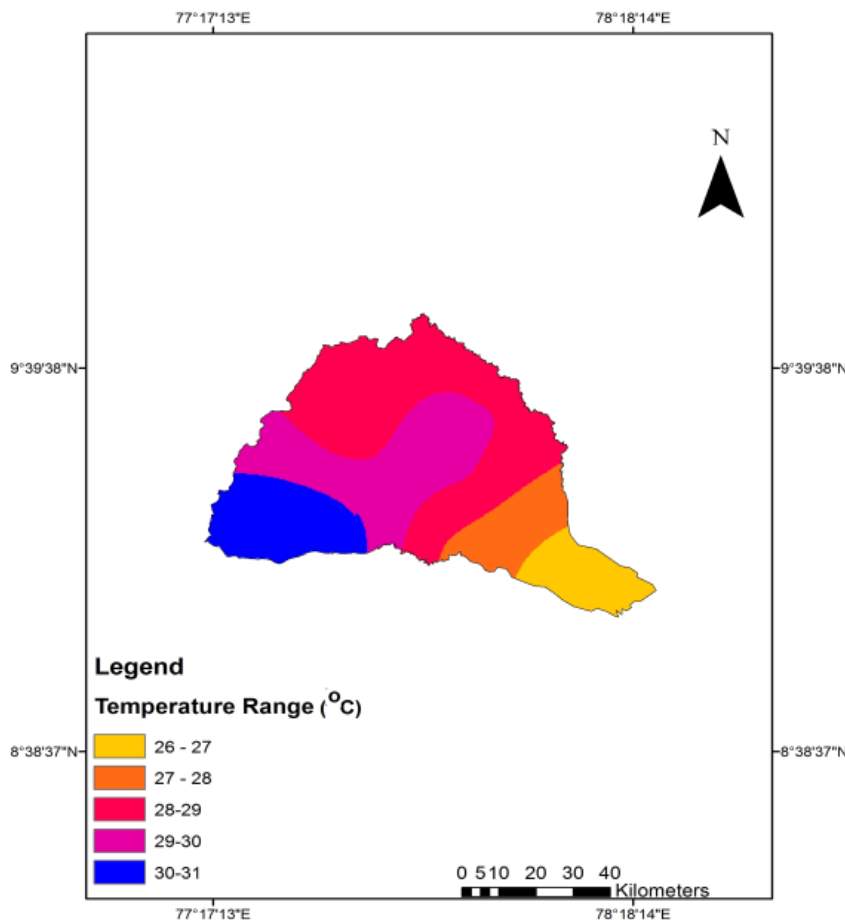 77°17'13"E 78°18'14"E
N
9°39'38"N 9°39'38"N
Legend
Temperature Range (°C)
8°38'37"N 8°38'37"N
26 - 27
27 - 28
28-29
29-30
30-31
0 5 10 20 30 40
Kilometers
77°17'13"E 78°18'14"E